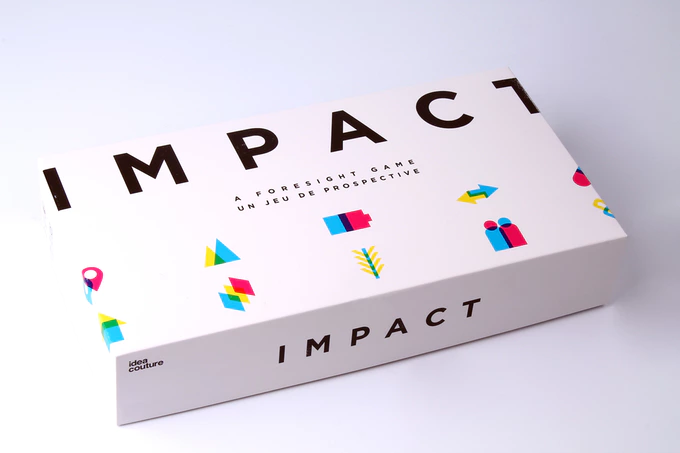 IMPACT
A FORESIGHT GAME
UN JEU DE PROSPECTIVE
IMPACT
idea
couture